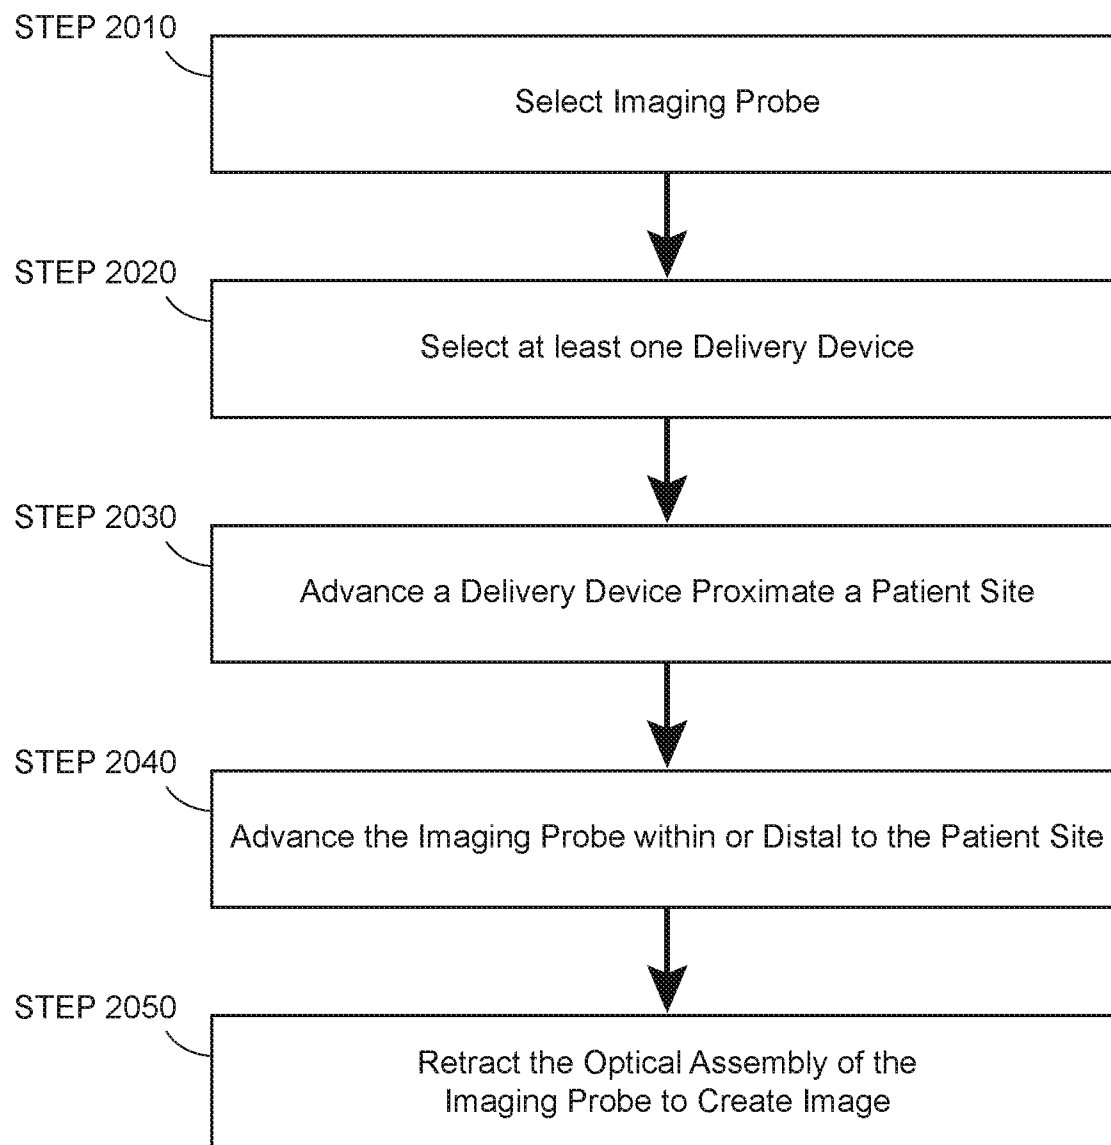 STEP 2010
Select Imaging Probe
STEP 2020
Select at least one Delivery Device
STEP 2030
Advance a Delivery Device Proximate a Patient Site
STEP 2040
Advance the Imaging Probe within or Distal to the Patient Site
STEP 2050
Retract the Optical Assembly of the
Imaging Probe to Create Image